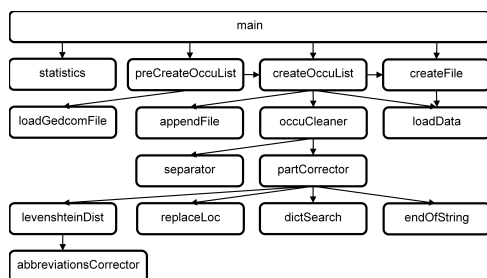 main
statistics
preCreateOccuList
createOccuList
createFile
loadGedcomFile
appendFile
occuCleaner
loadData
separator
partCorrector
levenshteinDist
replaceLoc
dictSearch
endOfString
abbreviationsCorrector